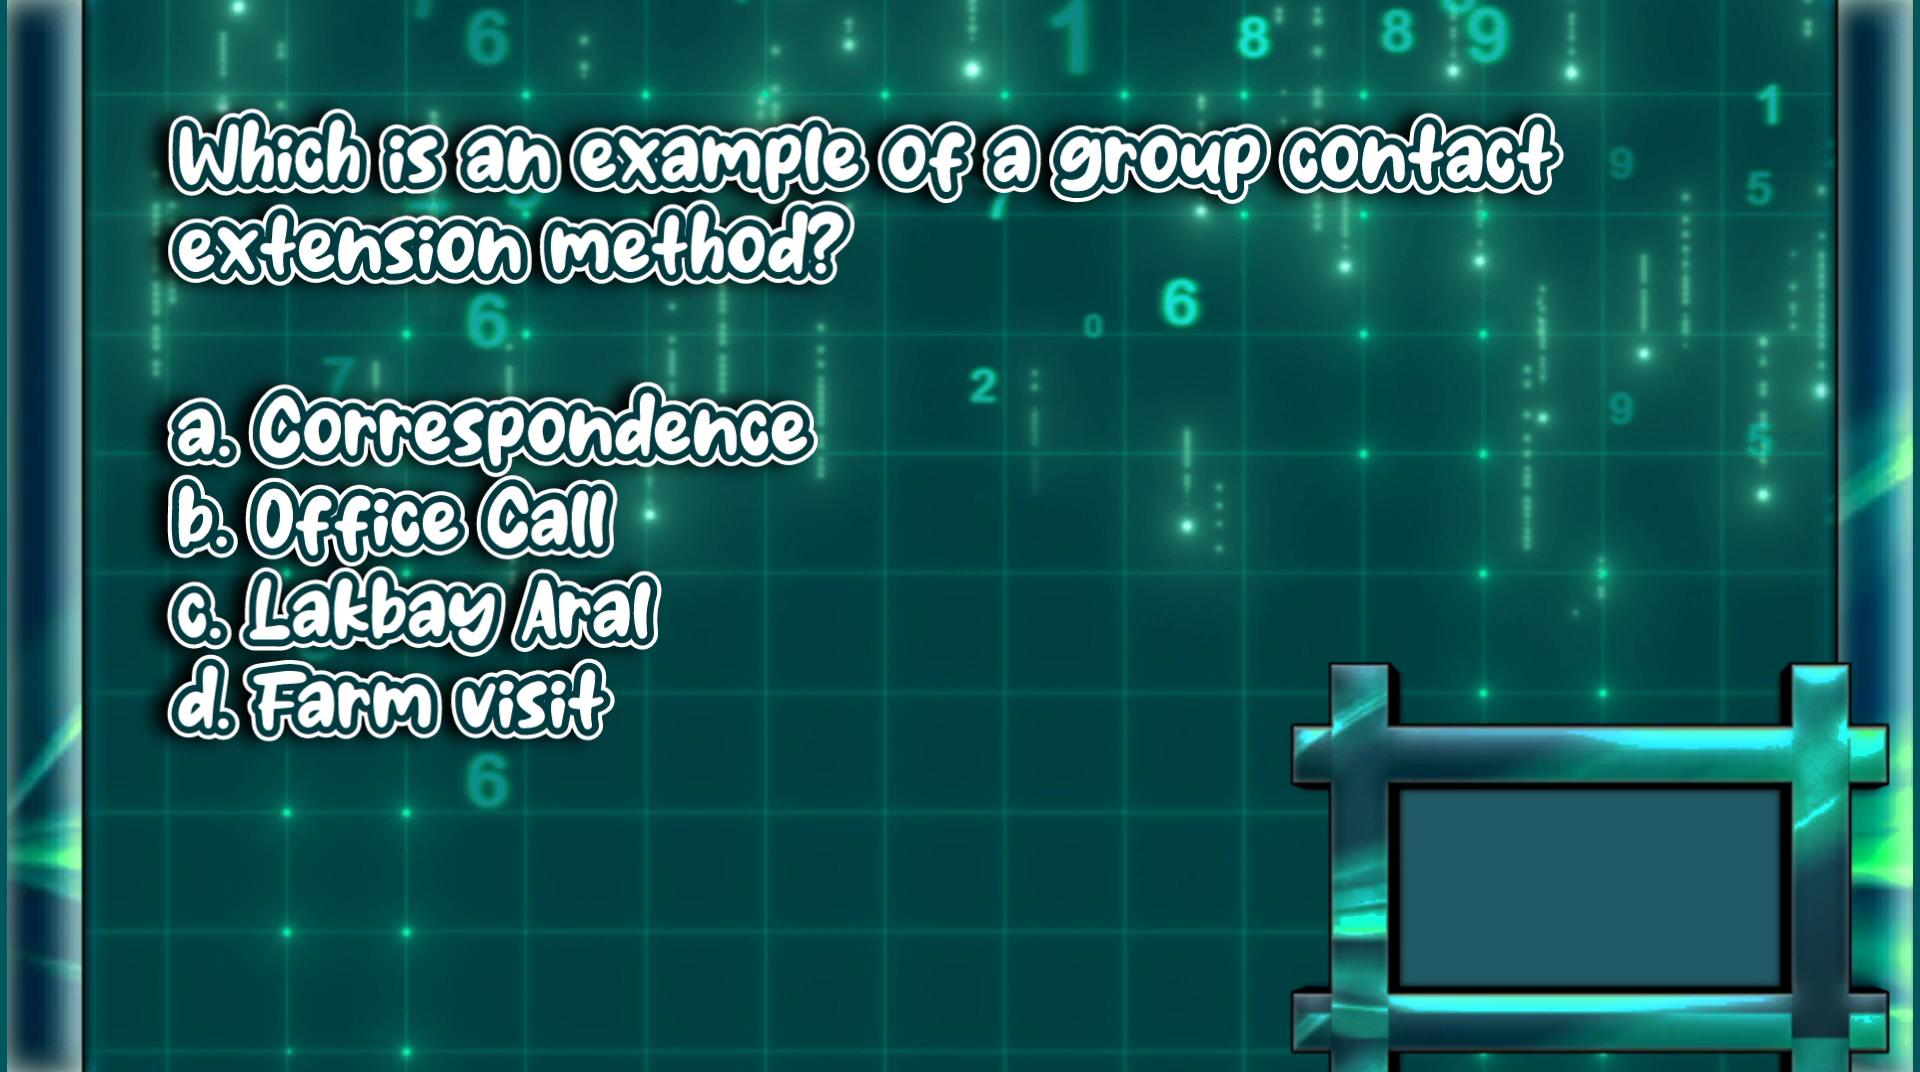 Which is an example of a group contact
extension method?
a. Correspondence
b. Office Call
c. Lakbay Aral
d. Farm visit